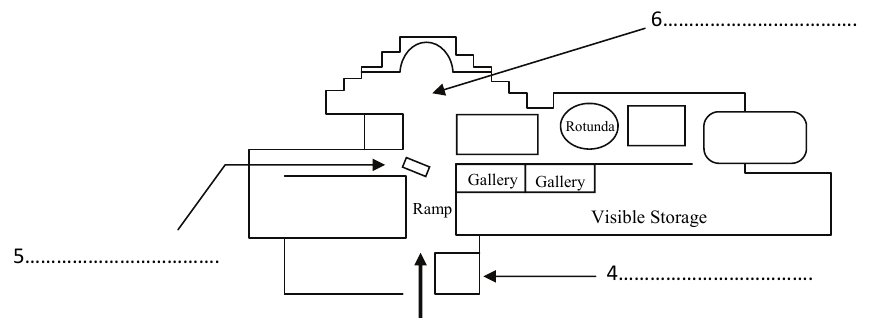 6……………………………….
Rotunda
Gallery
Gallery
Ramp
Visible Storage
5……………………………….
4……………………………….